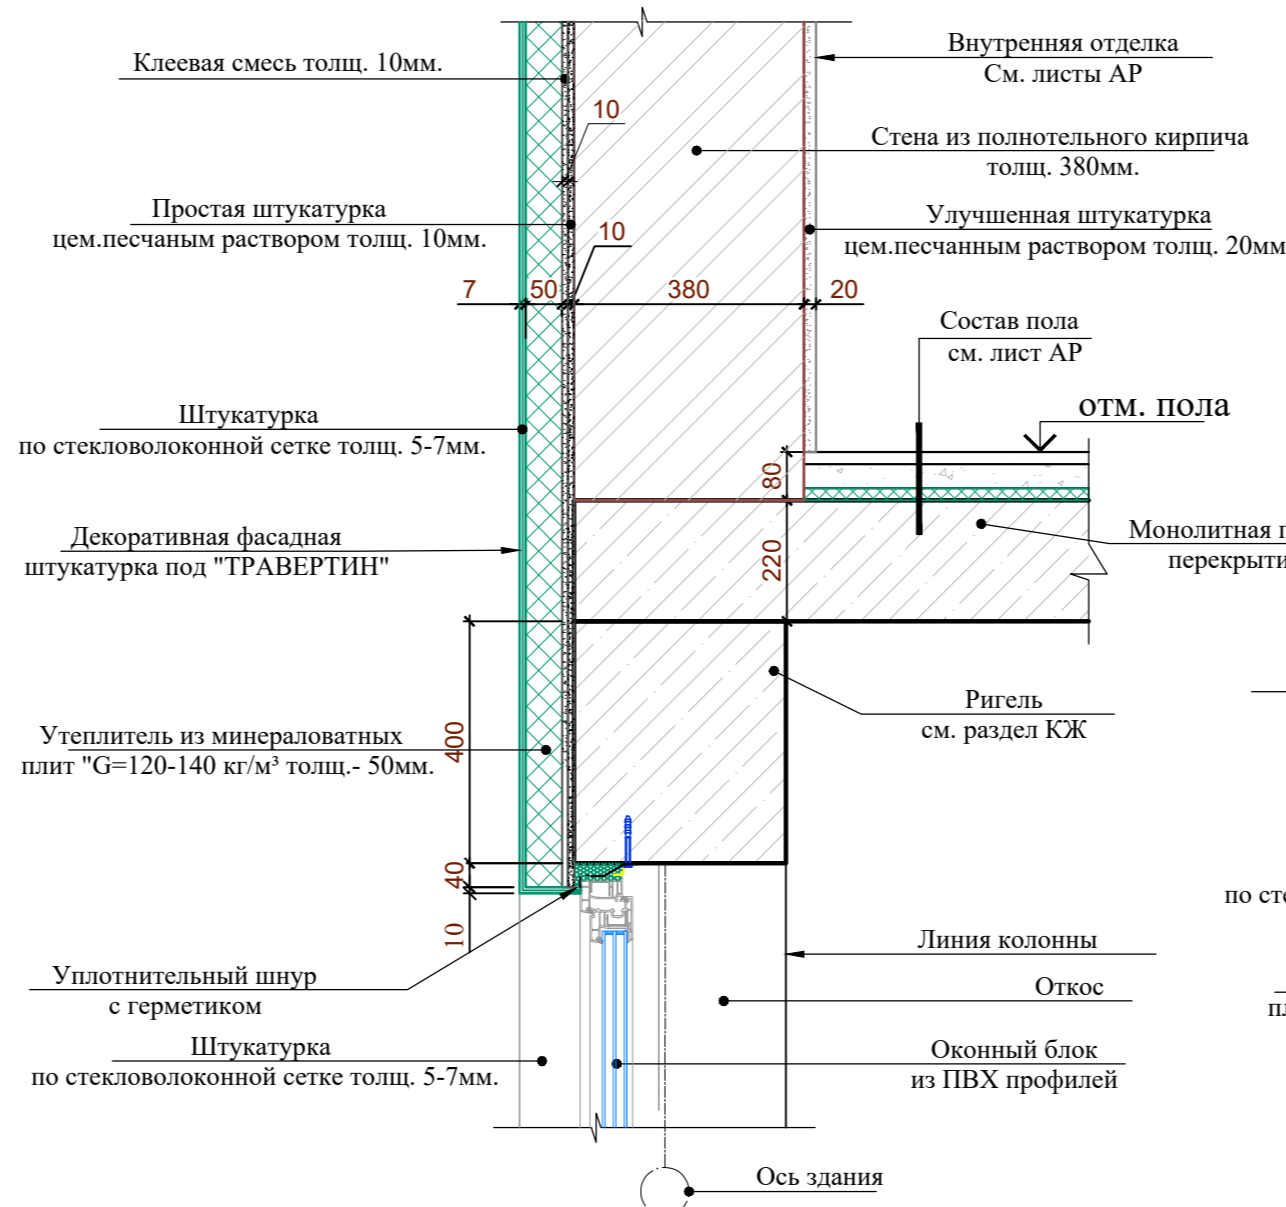 Клеевая смесь толщ. 10мм.
10
Внутренняя отделка
См. листы АР
Стена из полнотельного кирпича
толщ. 380мм.
Простая штукатурка
цем.песчаным раствором толщ. 10мм.
10
Улучшенная штукатурка
цем.песчанным раствором толщ. 20мм
7
50
380
20
Состав пола
см. лист АР
отм. пола
Штукатурка
по стекловолоконной сетке толщ. 5-7мм.
80
Декоративная фасадная
штукатурка под "ТРАВЕРТИН"
220
Монолитная
Ригель
см. раздел КЖ
Утеплитель из минераловатных
плит "G=120-140 кг/м³ толщ.- 50мм.
400
40
10
по
Линия колонны
Уплотнительный шнур
с герметиком
Откос
Штукатурка
по стекловолоконной сетке толщ. 5-7мм.
Оконный блок
из ПВХ профилей
Ось здания